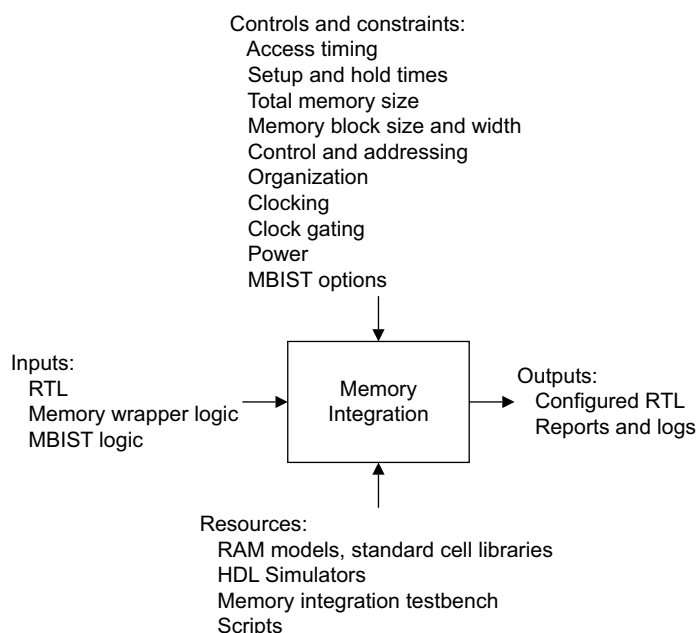 Controls and constraints:
Access timing
Setup and hold times
Total memory size
Memory block size and width
Control and addressing
Organization
Clocking
Clock gating
Power
MBIST options
Inputs:
RTL
Memory wrapper logic
MBIST logic
Memory
Integration
Outputs:
Configured RTL
Reports and logs
Resources:
RAM models, standard cell libraries
HDL Simulators
Memory integration testbench
Scripts